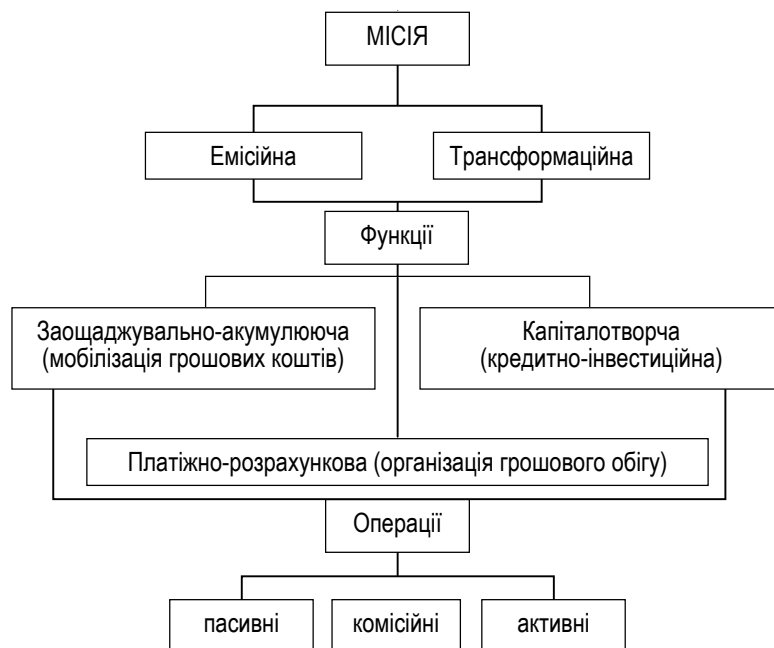 МІСІЯ
Емісійна
Трансформаційна
Функції
Заощаджувально-акумулююча
(мобілізація грошових коштів)
Капіталотворча
(кредитно-інвестиційна)
Платіжно-розрахункова (організація грошового обігу)
Операції
пасивні
комісійні
активні